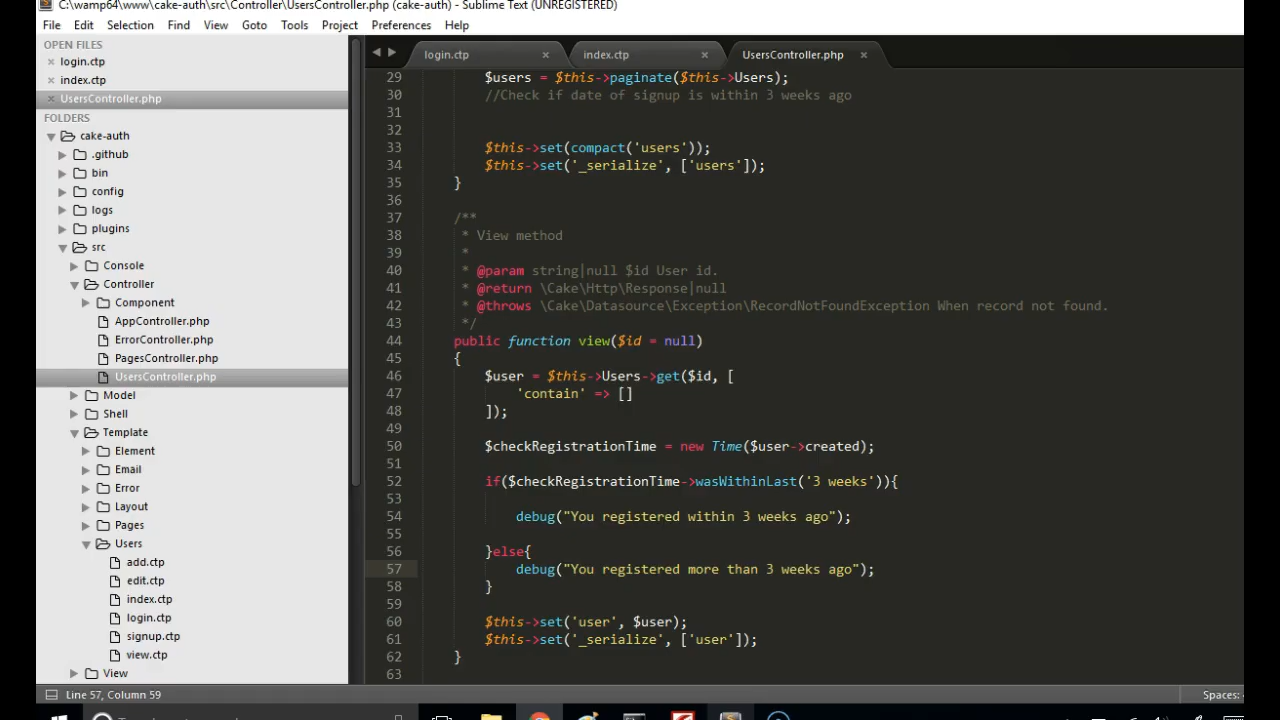 C:\wamp64\www\cake-auth\src\Controller\UsersController.php (cake-auth) - Sublime Text (UNREGISTERED)
File Edit Selection Find View Goto Tools Project Preferences Help
OPEN FILES
login.ctp
index.ctp
UsersController.php
FOLDERS
cake-auth
.github
bin
config
logs
plugins
src
Console
Controller
Component
AppController.php
ErrorController.php
PagesController.php
UsersController.php
Model
Shell
Template
Element
Email
Error
Layout
Pages
Users
add.ctp
edit.ctp
index.ctp
login.ctp
signup.ctp
view.ctp
View
login.ctp index.ctp UsersController.php
29 $users = $this->paginate($this->Users);
30 //Check if date of signup is within 3 weeks ago
31
32
33 $this->set(compact('users'));
34 $this->set('_serialize', ['users']);
35 }
36
37 /**
38 * View method
39 *
40 * @param string|null $id User id.
41 * @return \Cake\Http\Response|null
42 * @throws \Cake\Datasource\Exception\RecordNotFoundException When record not found.
43 */
44 public function view($id = null)
45 {
46 $user = $this->Users->get($id, [
47 'contain' => []
48 ]);
49
50 $checkRegistrationTime = new Time($user->created);
51
52 if($checkRegistrationTime->wasWithinLast('3 weeks')){
53
54 debug("You registered within 3 weeks ago");
55
56 }else{
57 debug("You registered more than 3 weeks ago");
58 }
59
60 $this->set('user', $user);
61 $this->set('_serialize', ['user']);
62 }
63
Line 57, Column 59
Spaces: